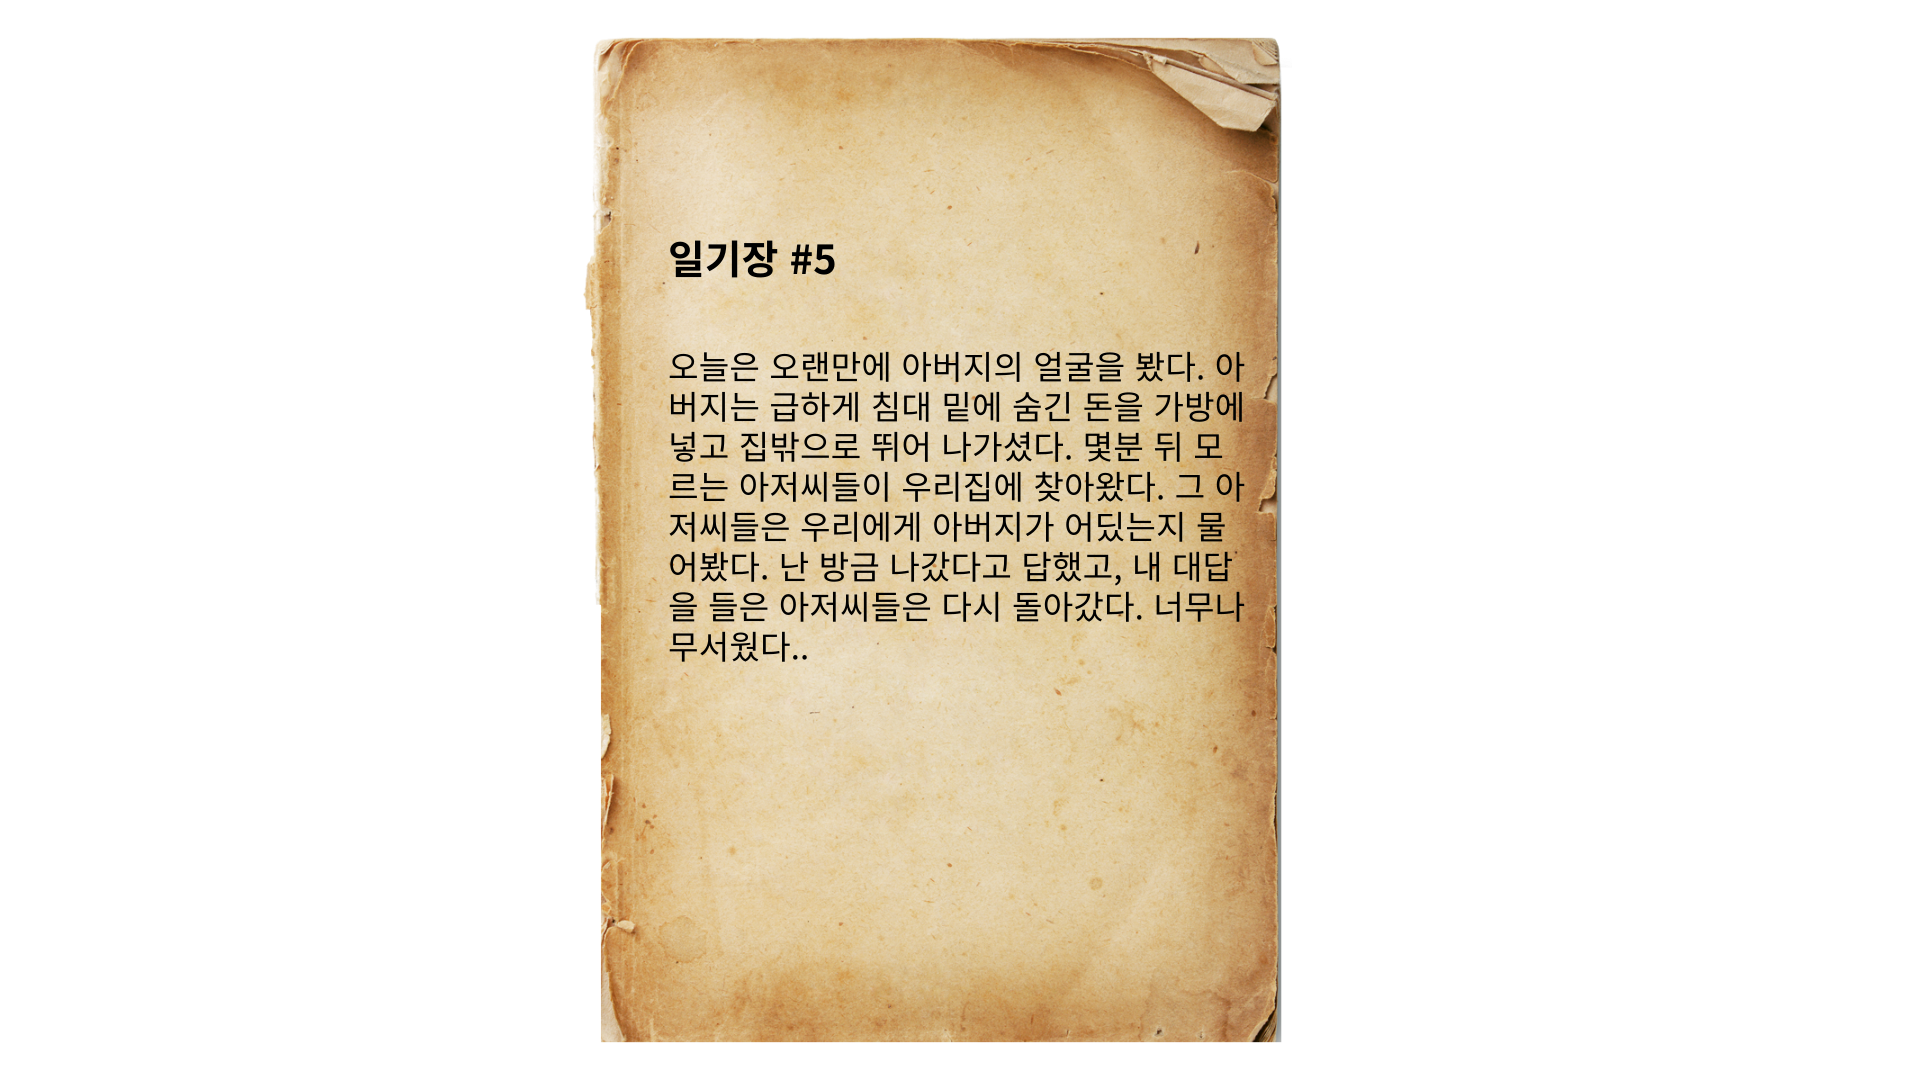 일기장 #5
오늘은 오랜만에 아버지의 얼굴을 봤다. 아
버지는 급하게 침대 밑에 숨긴 돈을 가방에
넣고 집밖으로 뛰어 나가셨다. 몇분 뒤 모
르는 아저씨들이 우리집에 찾아왔다. 그 아
저씨들은 우리에게 아버지가 어딨는지 물
어봤다. 난 방금 나갔다고 답했고, 내 대답
을 들은 아저씨들은 다시 돌아갔다. 너무나
무서웠다..